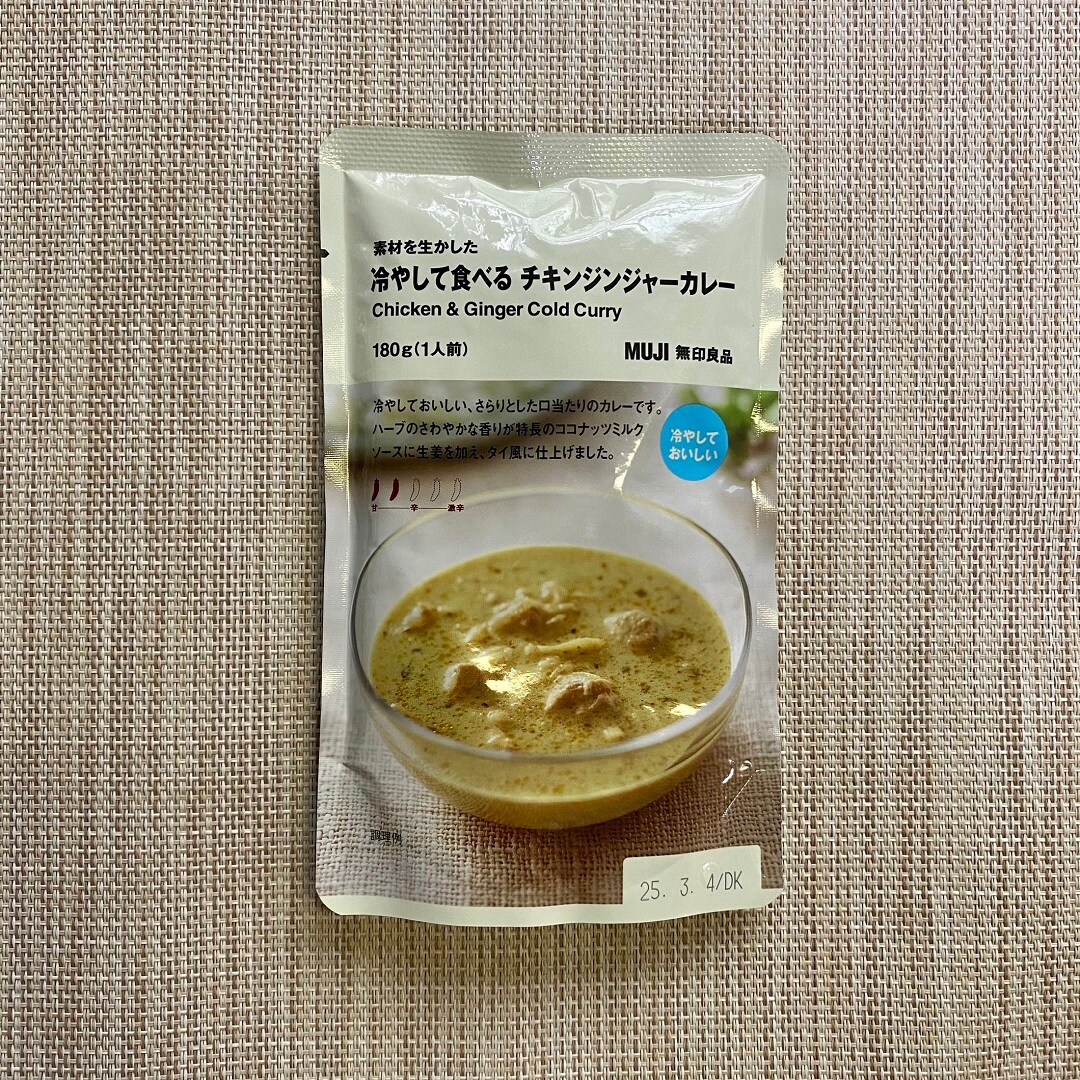 素材を生かした
冷やして食べる チキンジンジャーカレー
Chicken & Ginger Cold Curry
180g(1人前)
MUJI 無印良品
冷やしておいしい、さらりとした口当たりのカレーです。
ハーブのさわやかな香りが特長のココナッツミルク
ソースに生姜を加え、タイ風に仕上げました。
冷やして
おいしい
甘 辛 激辛
調理例
25. 3. 4/DK